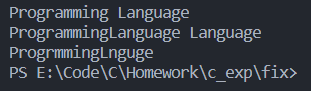 Programming Language
ProgrammingLanguage Language
ProgrmmingLnguge
PS E:\Code\C\Homework\c_exp\fix>